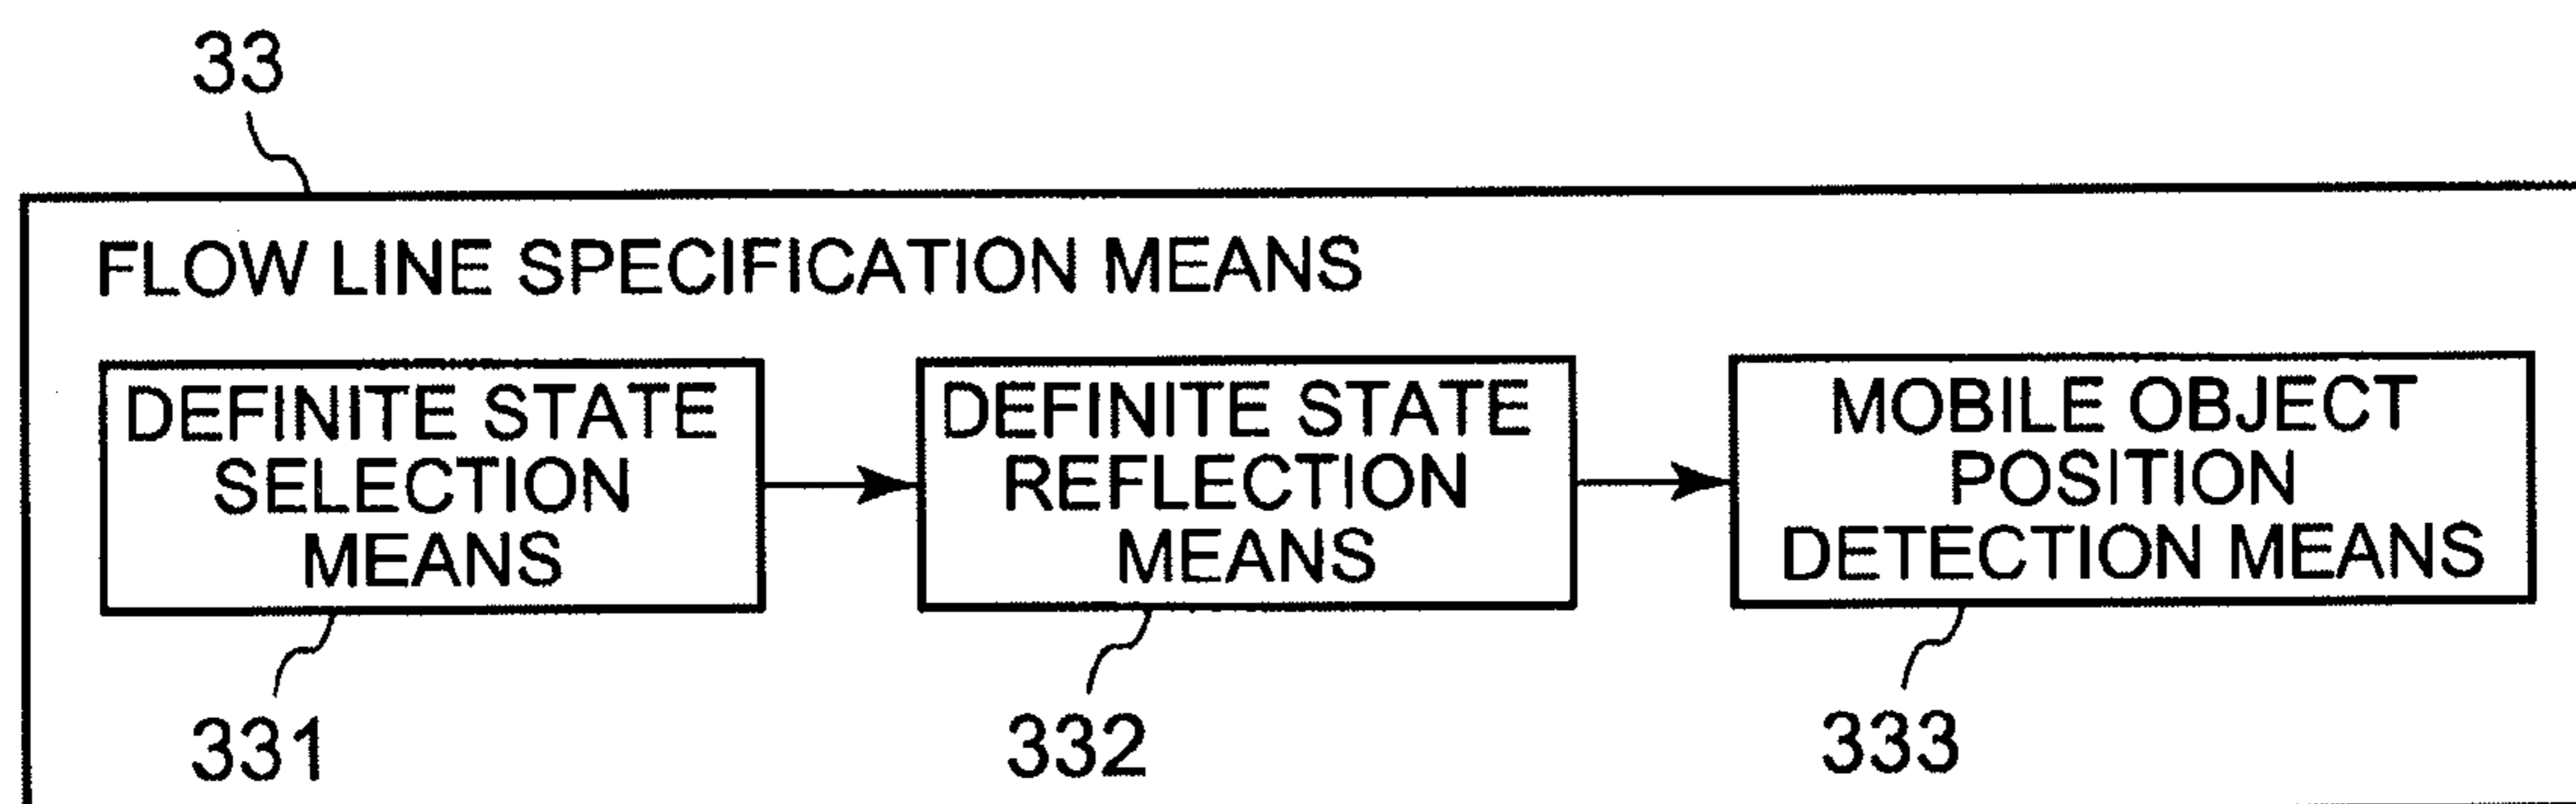 33
FLOW LINE SPECIFICATION MEANS
DEFINITE STATE
SELECTION
MEANS
DEFINITE STATE
REFLECTION
MEANS
MOBILE OBJECT
POSITION
DETECTION MEANS
331
332
333